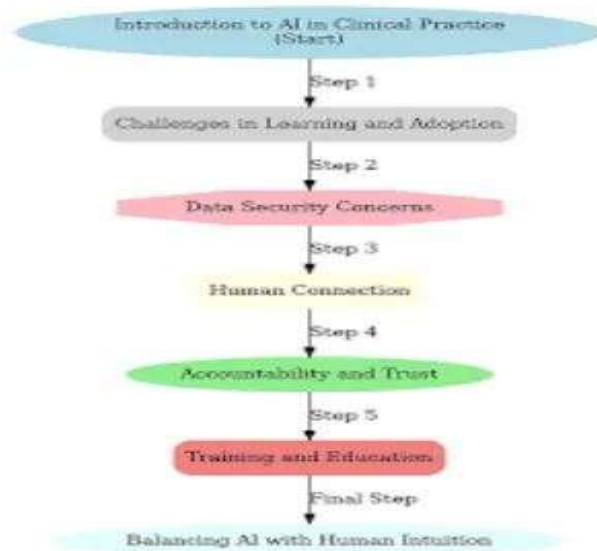 Introduction to AI in Clinical Practice
(Start)
Step 1
Challenges in Learning and Adoption
Step 2
Data Security Concerns
Step 3
Human Connection
Step 4
Accountability and Trust
Step 5
Training and Education
Final Step
Balancing AI with Human Intuition